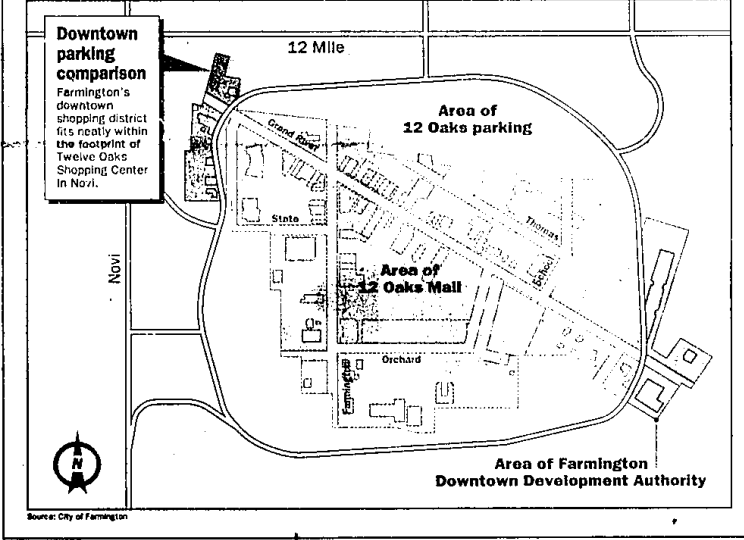 Downtown
parking
comparison
Farmington's
downtown
shopping district
fits neatly within
the footprint of
Twelve Oaks
Shopping Center
in Novi.
12 Mile
Area of
12 Oaks parking
Grand River
State
Thomas
School
Novi
Area of
12 Oaks Mall
Orchard
Farmington
N
Area of Farmington
Downtown Development Authority
Source: City of Farmington